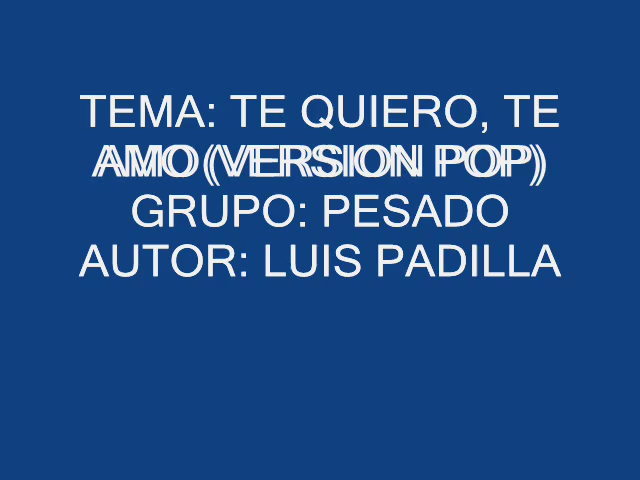 TEMA: TE QUIERO, TE
AMO (VERSION POP)
GRUPO: PESADO
AUTOR: LUIS PADILLA